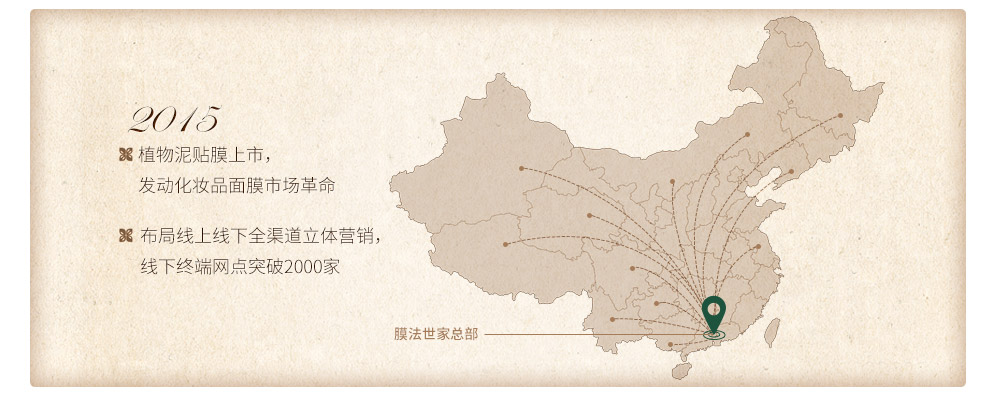 2015
植物泥贴膜上市，
发动化妆品面膜市场革命
布局线上线下全渠道立体营销，
线下终端网点突破2000家
膜法世家总部